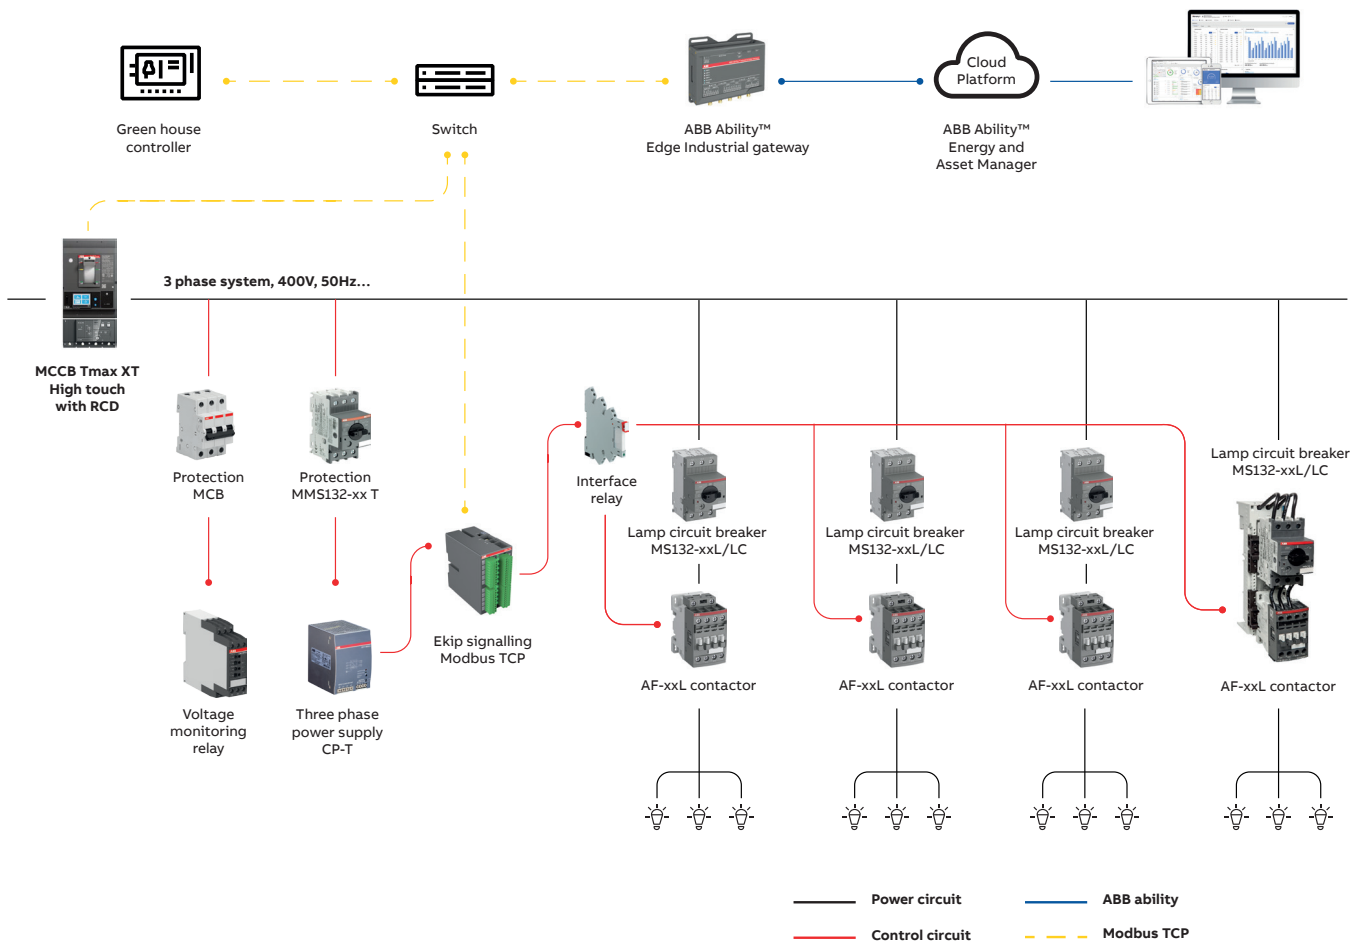 Cloud
Platform
Green house
controller
Switch
ABB Ability™
Edge Industrial gateway
ABB Ability™
Energy and
Asset Manager
3 phase system, 400V, 50Hz...
MCCB Tmax XT
High touch
with RCD
Protection
MCB
Protection
MMS132-xx T
Interface
relay
Lamp circuit breaker
MS132-xxL/LC
Lamp circuit breaker
MS132-xxL/LC
Lamp circuit breaker
MS132-xxL/LC
Lamp circuit breaker
MS132-xxL/LC
Ekip signalling
Modbus TCP
Voltage
monitoring
relay
Three phase
power supply
CP-T
AF-xxL contactor
AF-xxL contactor
AF-xxL contactor
AF-xxL contactor
Power circuit
ABB ability
Control circuit
Modbus TCP